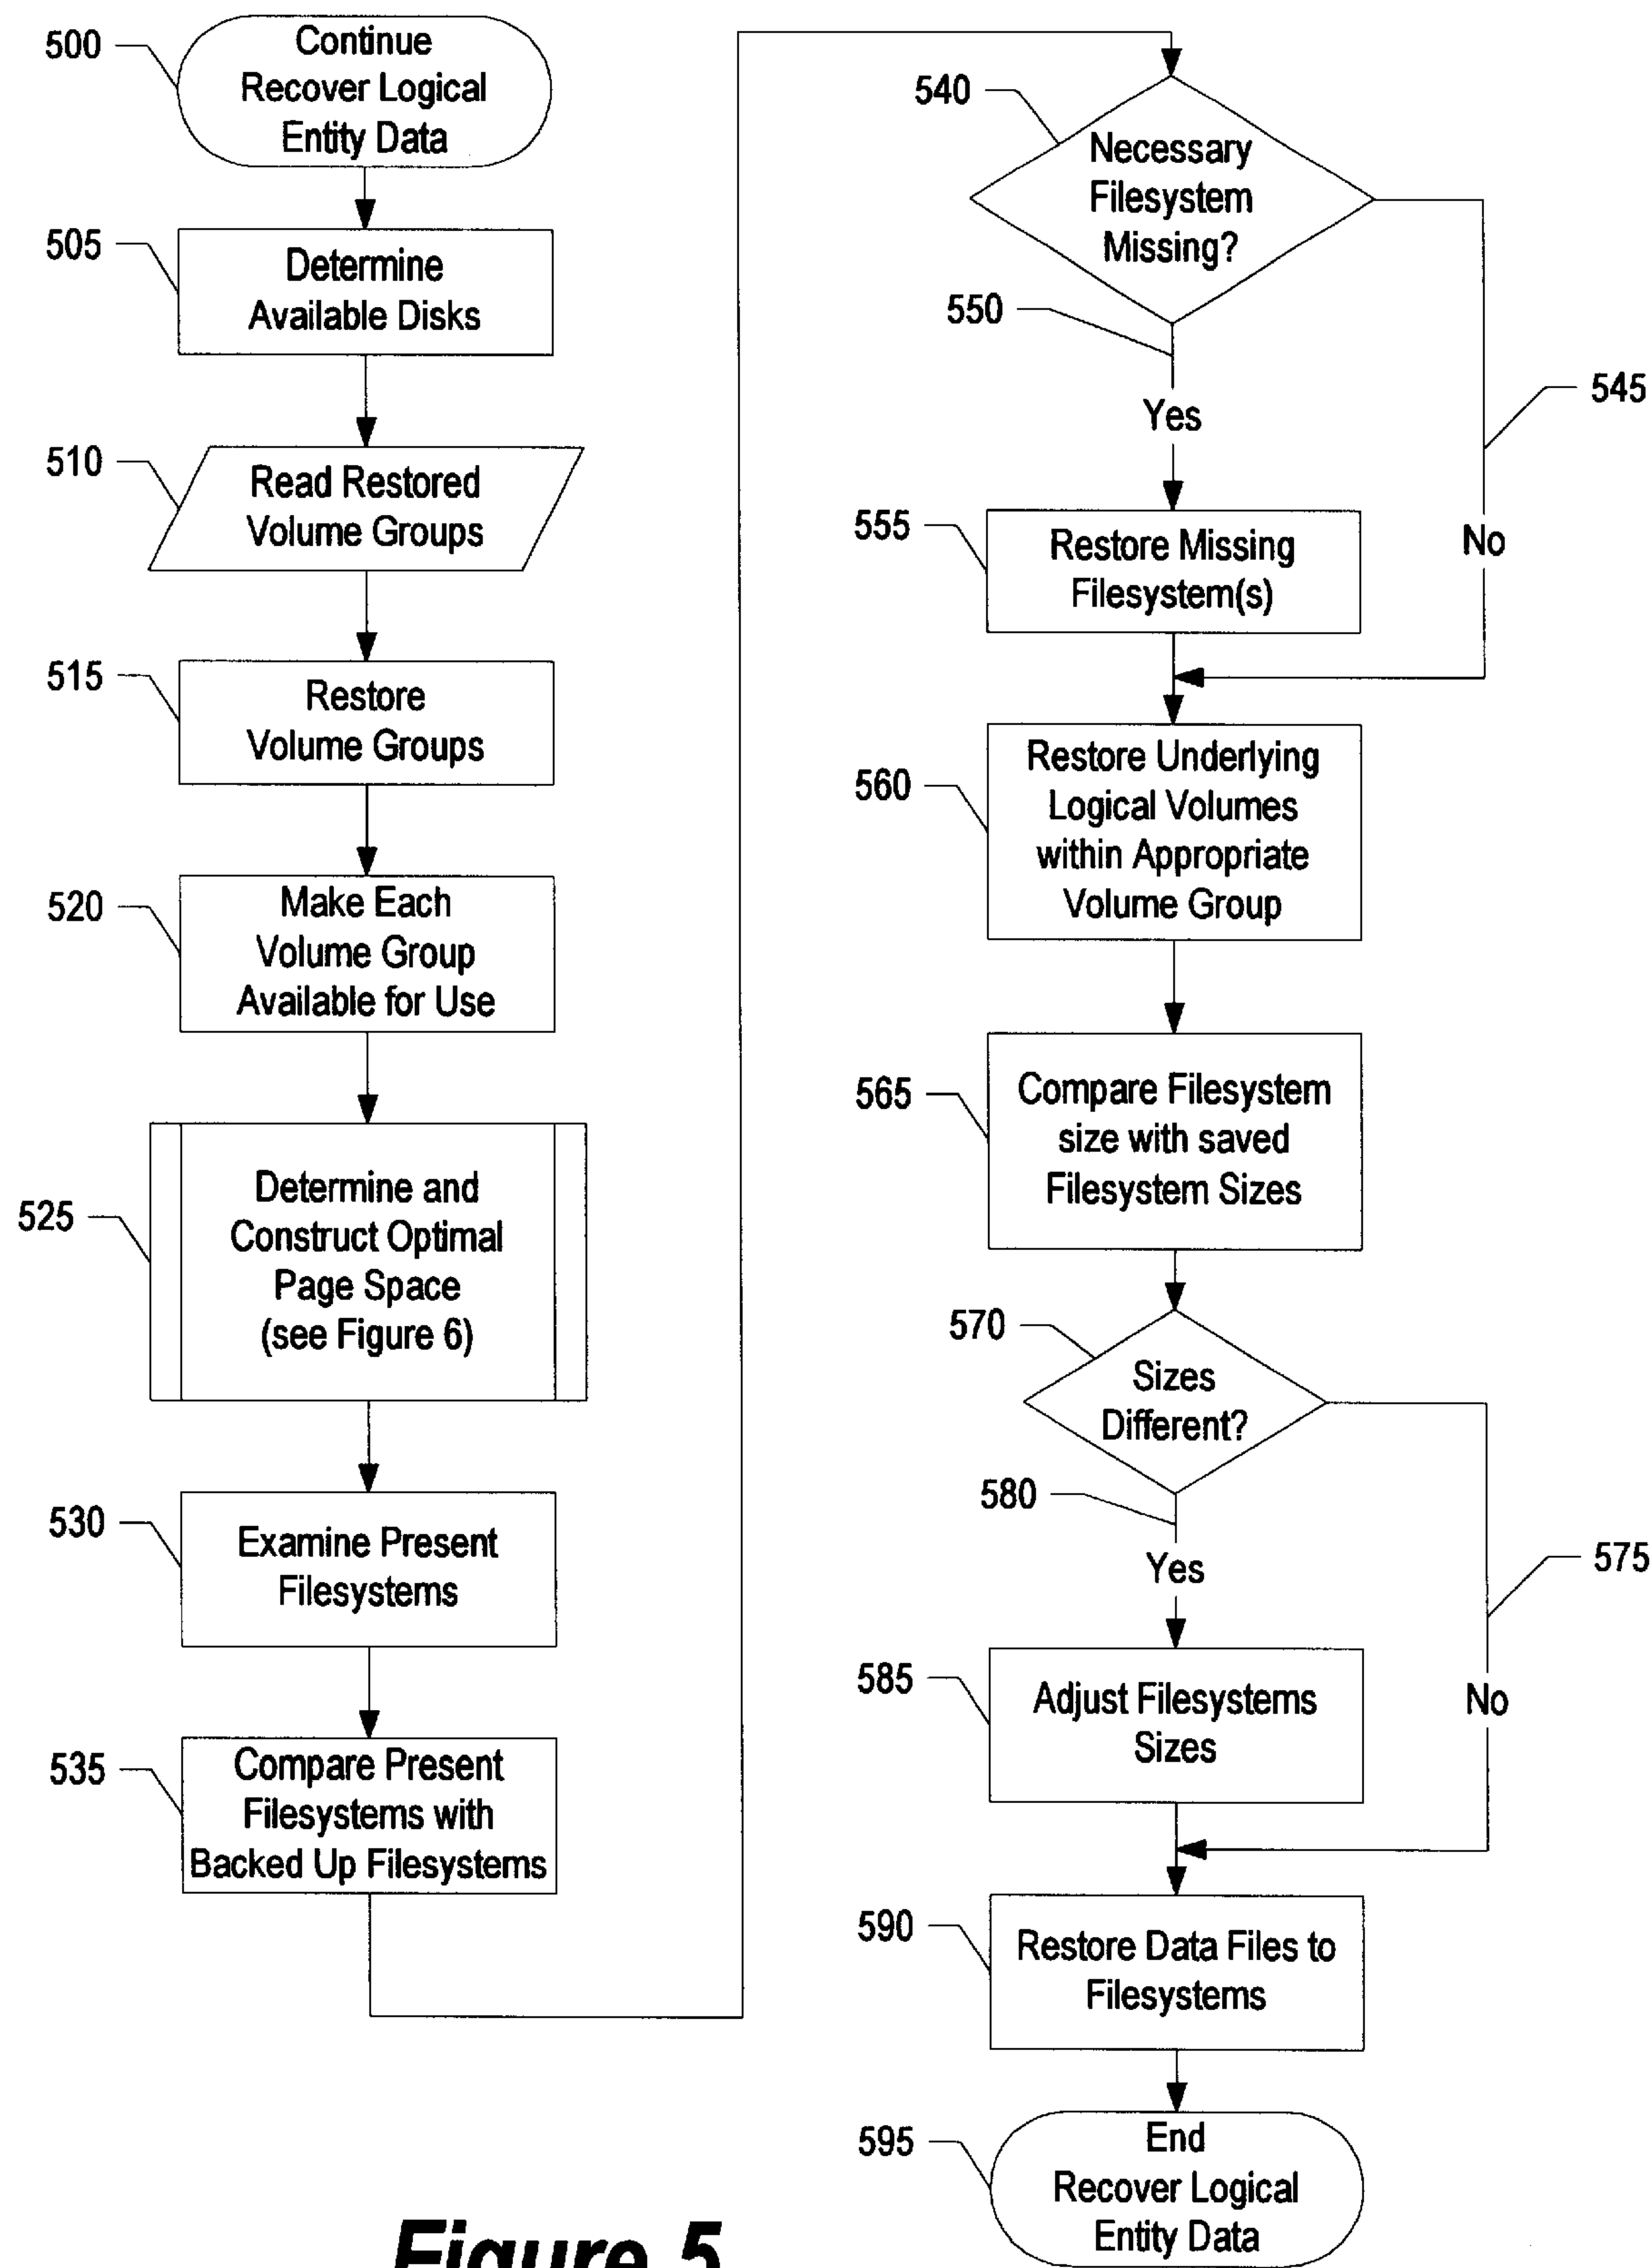 500
Continue
Recover Logical
Entity Data
505
Determine
Available Disks
510
Read Restored
Volume Groups
515
Restore
Volume Groups
520
Make Each
Volume Group
Available for Use
525
Determine and
Construct Optimal
Page Space
(see Figure 6)
530
Examine Present
Filesystems
535
Compare Present
Filesystems with
Backed Up Filesystems
540
Necessary
Filesystem
Missing?
550
Yes
545
No
555
Restore Missing
Filesystem(s)
560
Restore Underlying
Logical Volumes
within Appropriate
Volume Group
565
Compare Filesystem
size with saved
Filesystem Sizes
570
Sizes
Different?
580
Yes
575
No
585
Adjust Filesystems
Sizes
590
Restore Data Files to
Filesystems
595
End
Recover Logical
Entity Data
Figure 5